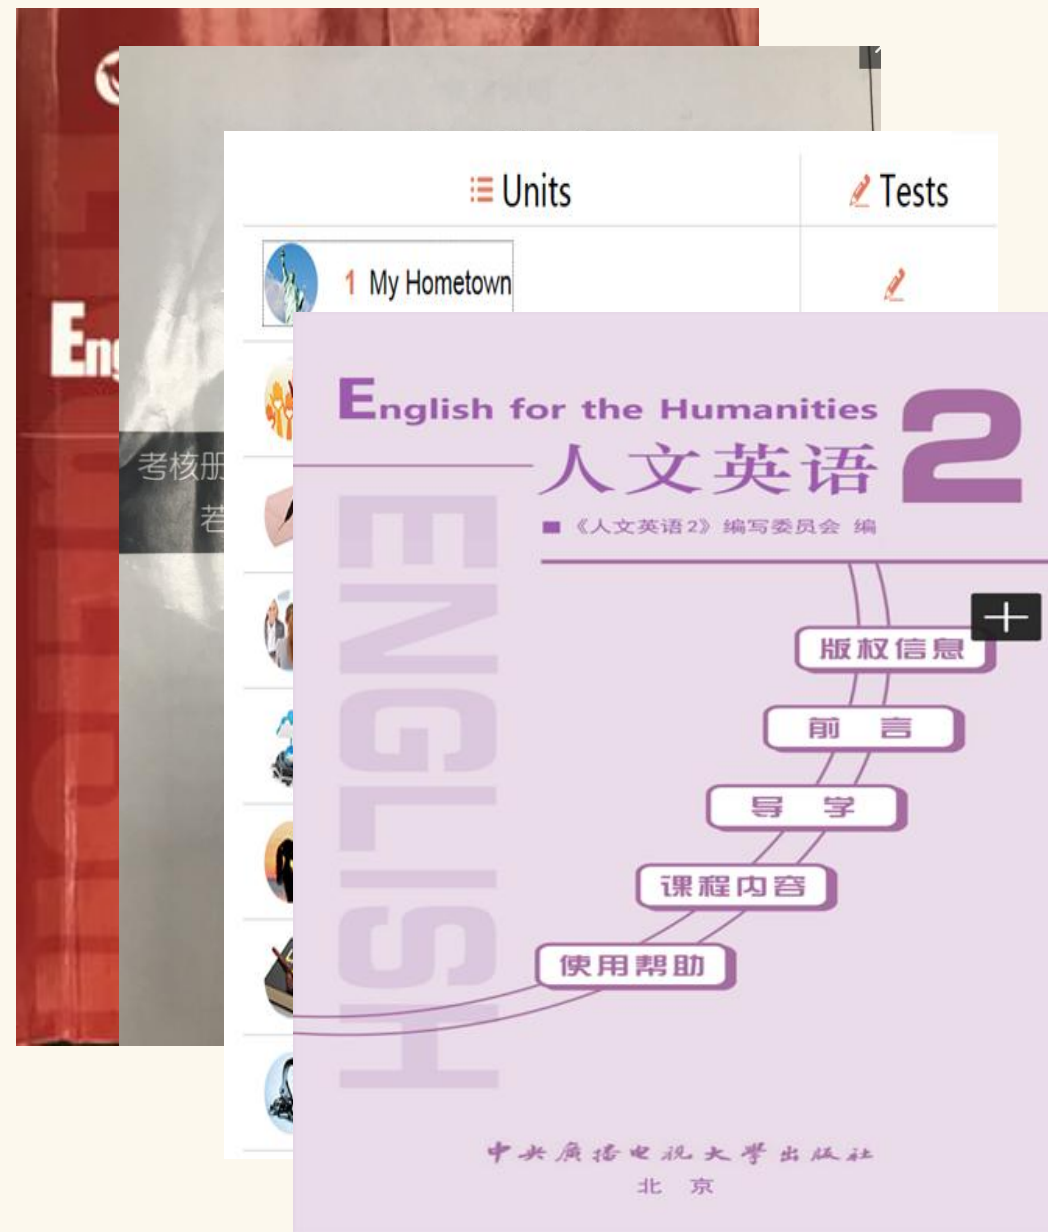 Eng
考核册
若
Units
Tests
1 My Hometown
English for the Humanities
人文英语 2
■《人文英语2》编写委员会 编
ENGLISH
版权信息
前 言
导 学
课程内容
使用帮助
中央廣播电视大学出版社
北 京